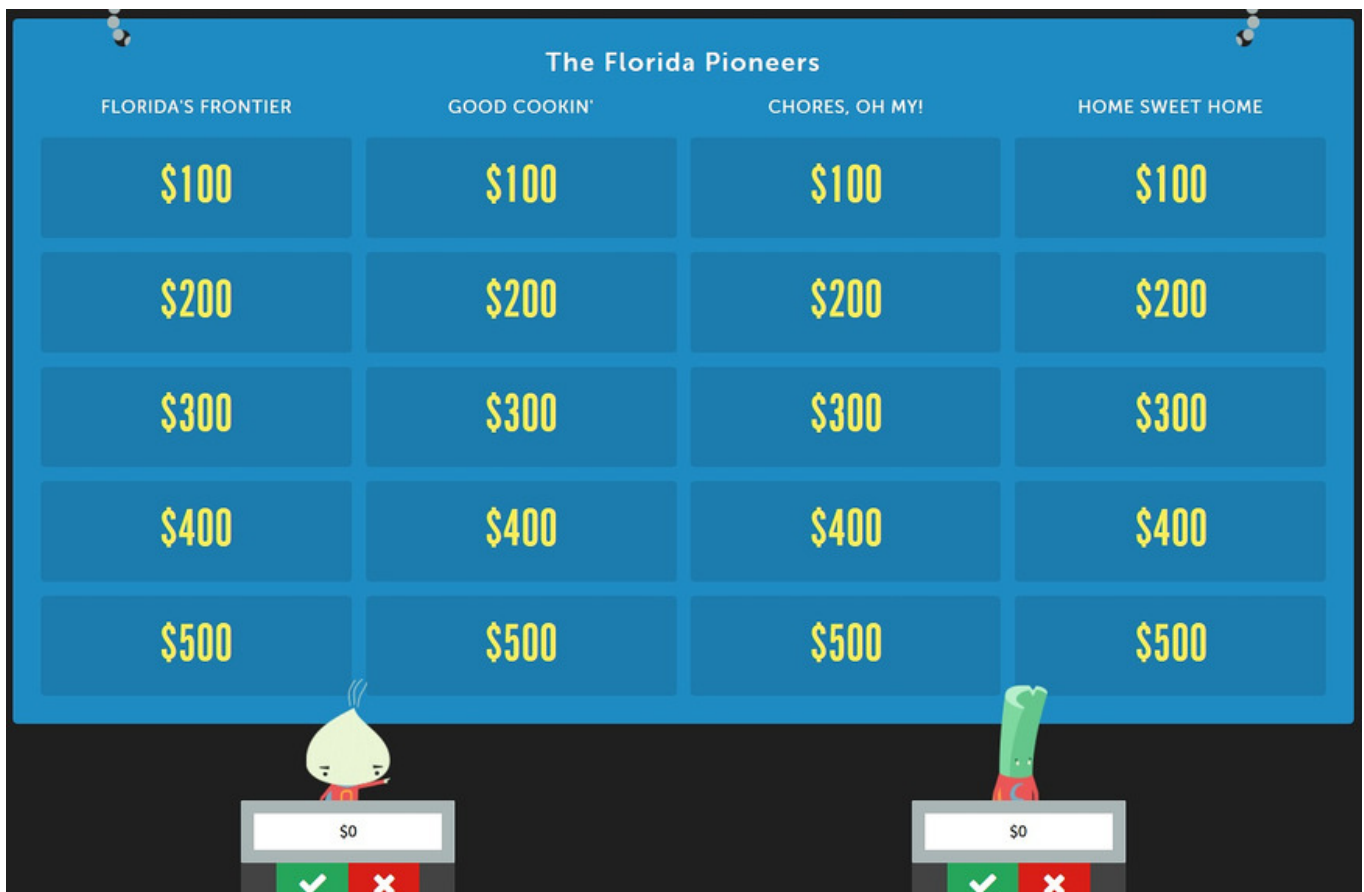 The Florida Pioneers
FLORIDA'S FRONTIER GOOD COOKIN' CHORES, OH MY! HOME SWEET HOME
$100 $100 $100 $100
$200 $200 $200 $200
$300 $300 $300 $300
$400 $400 $400 $400
$500 $500 $500 $500
$0 $0